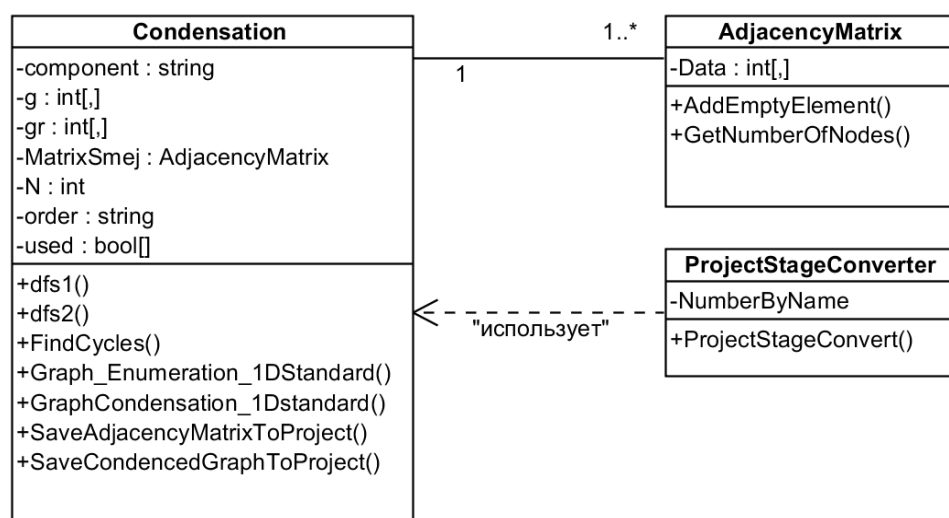 Condensation
-component : string
-g : int[,]
-gr : int[,]
-MatrixSmej : AdjacencyMatrix
-N : int
-order : string
-used : bool[]
+dfs1()
+dfs2()
+FindCycles()
+Graph_Enumeration_1DStandard()
+GraphCondensation_1Dstandard()
+SaveAdjacencyMatrixToProject()
+SaveCondencedGraphToProject()
1..*
1
AdjacencyMatrix
-Data : int[,]
+AddEmptyElement()
+GetNumberOfNodes()
"использует"
ProjectStageConverter
-NumberByName
+ProjectStageConvert()